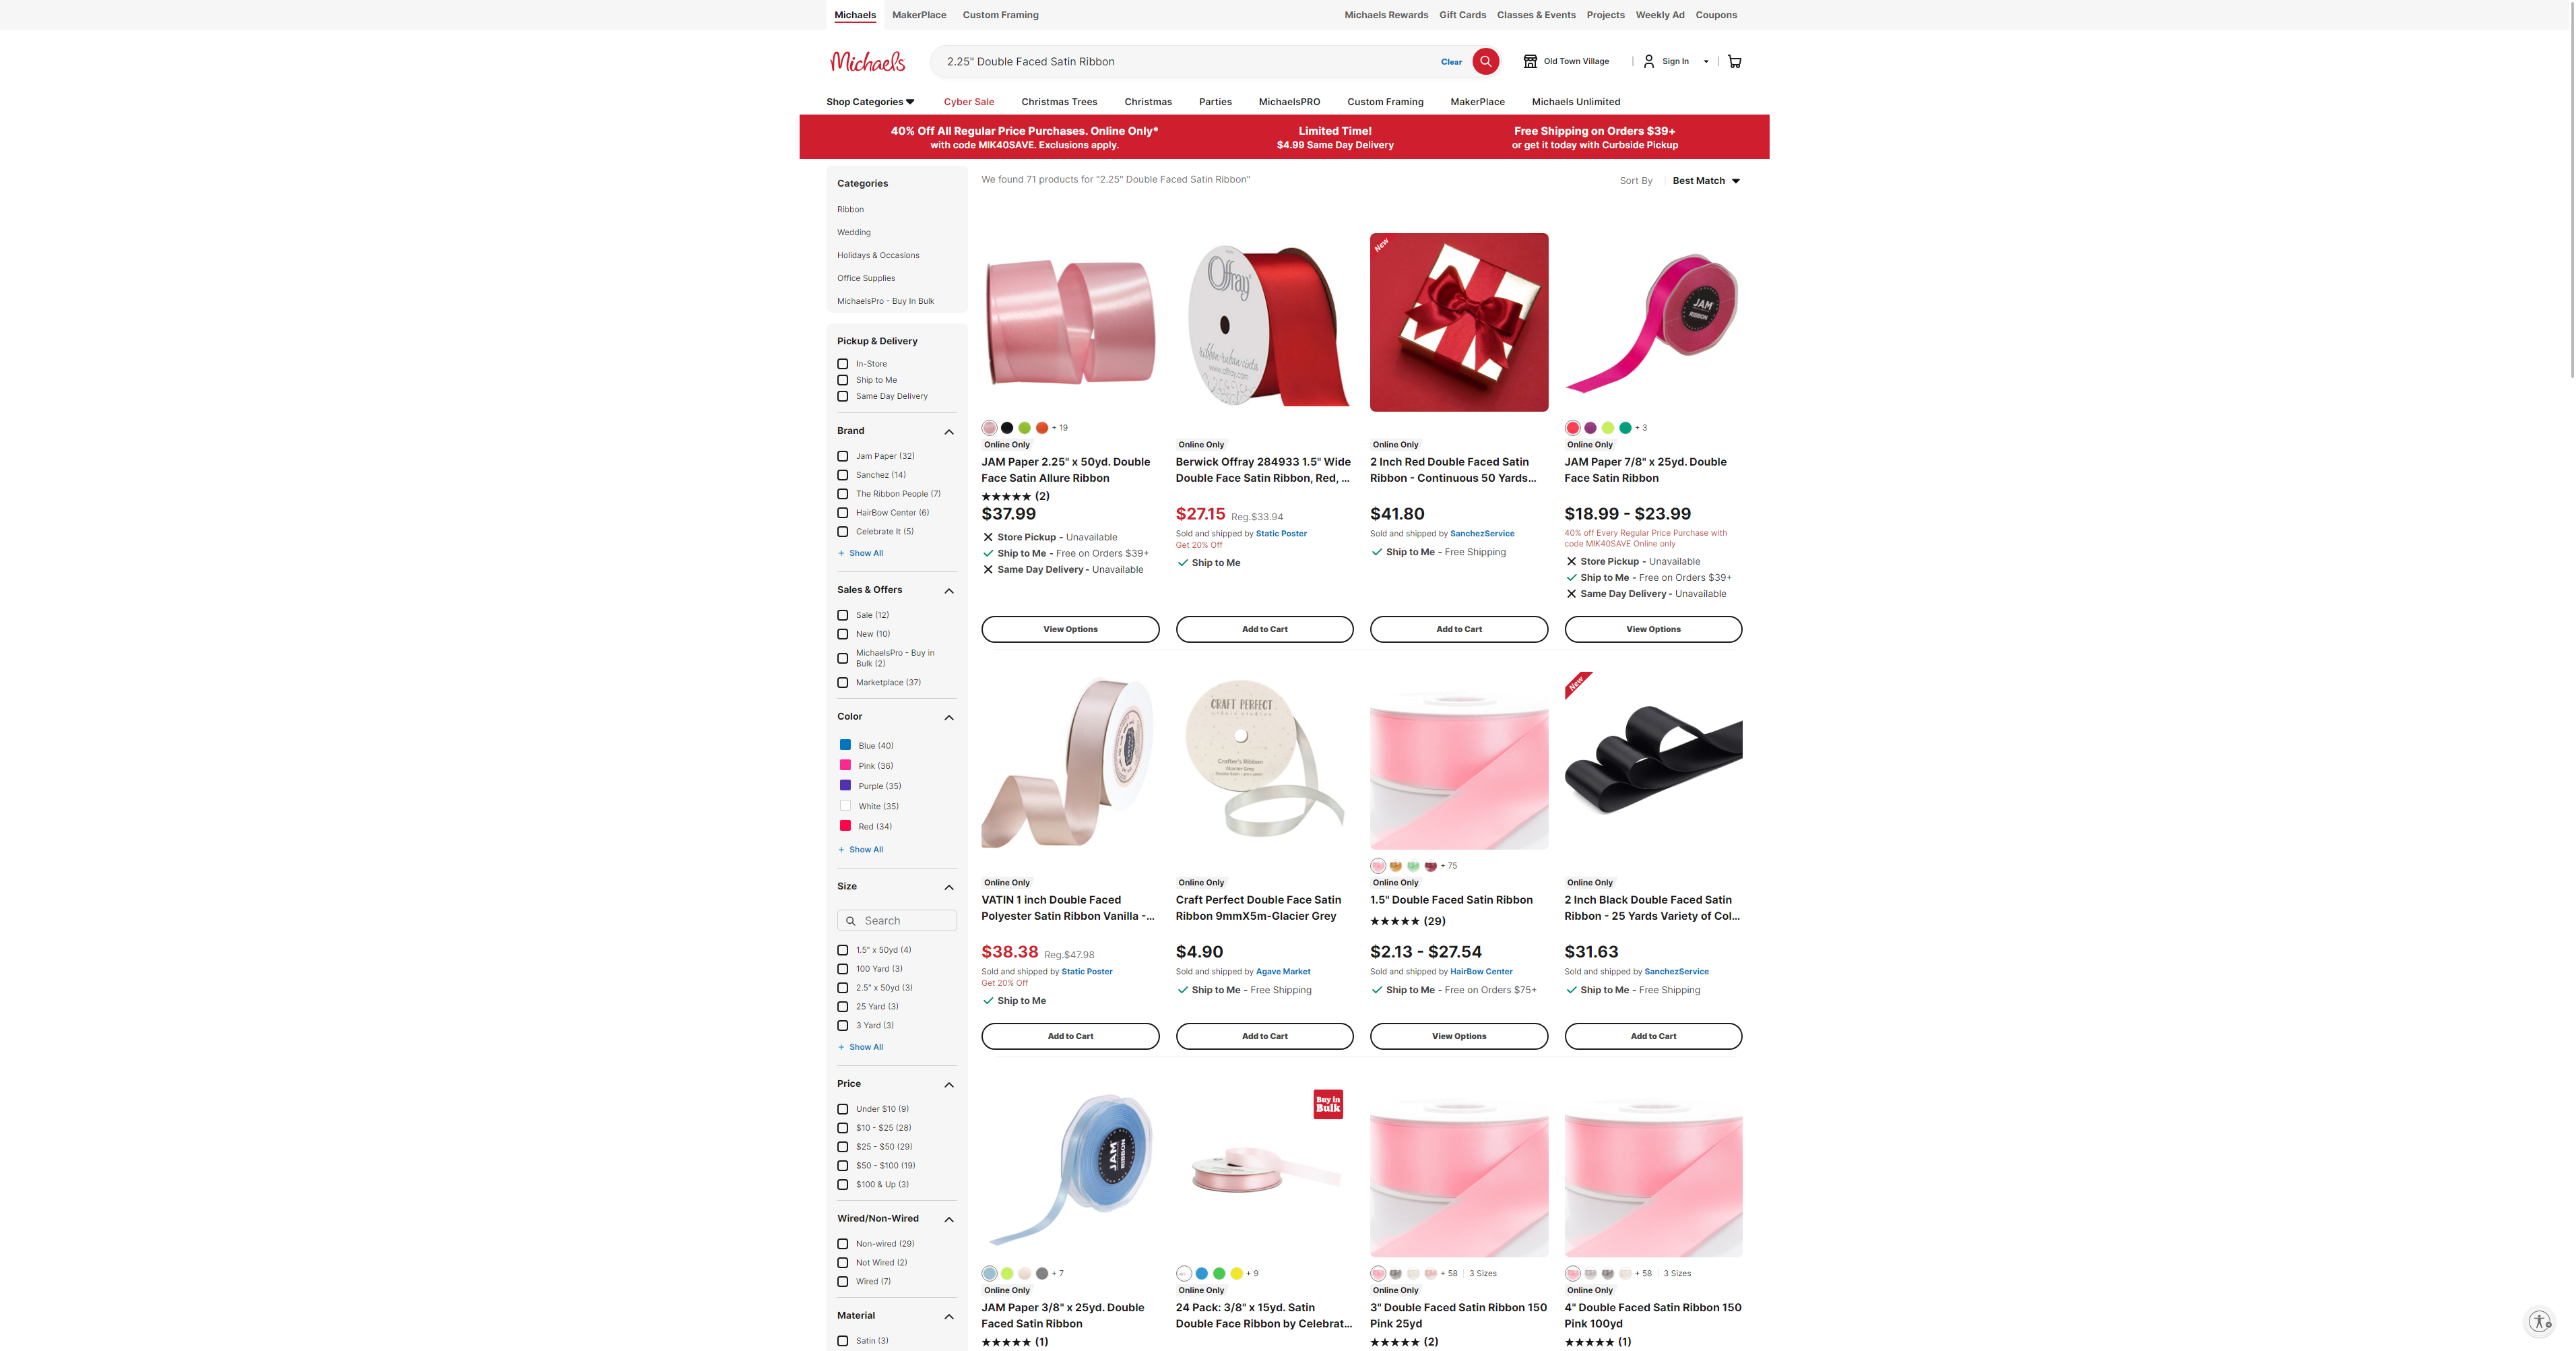 Michaels MakerPlace Custom Framing
Michaels Rewards Gift Cards Classes & Events Projects Weekly Ad Coupons
Michaels
2.25" Double Faced Satin Ribbon
Clear
Old Town Village
Sign In
Shop Categories Cyber Sale Christmas Trees Christmas Parties MichaelsPRO Custom Framing MakerPlace Michaels Unlimited
40% Off All Regular Price Purchases. Online Only*
with code MIK40SAVE. Exclusions apply.
Limited Time!
$4.99 Same Day Delivery
Free Shipping on Orders $39+
or get it today with Curbside Pickup
Categories
Ribbon
Wedding
Holidays & Occasions
Office Supplies
MichaelsPro - Buy In Bulk
Pickup & Delivery
In-Store
Ship to Me
Same Day Delivery
Brand
Jam Paper (32)
Sanchez (14)
The Ribbon People (7)
HairBow Center (6)
Celebrate It (5)
+ Show All
Sales & Offers
Sale (12)
New (10)
MichaelsPro - Buy in
Bulk (2)
Marketplace (37)
Color
Blue (40)
Pink (36)
Purple (35)
White (35)
Red (34)
+ Show All
Size
Search
1.5" x 50yd (4)
100 Yard (3)
2.5" x 50yd (3)
25 Yard (3)
3 Yard (3)
+ Show All
Price
Under $10 (9)
$10 - $25 (28)
$25 - $50 (29)
$50 - $100 (19)
$100 & Up (3)
Wired/Non-Wired
Non-wired (29)
Not Wired (2)
Wired (7)
Material
Satin (3)
We found 71 products for "2.25" Double Faced Satin Ribbon"
Sort By Best Match
+ 19
Online Only
JAM Paper 2.25" x 50yd. Double
Face Satin Allure Ribbon
(2)
$37.99
Store Pickup - Unavailable
Ship to Me - Free on Orders $39+
Same Day Delivery - Unavailable
View Options
Offray
ribbon·ruban·cinta
www.offray.com
Online Only
Berwick Offray 284933 1.5" Wide
Double Face Satin Ribbon, Red, ...
$27.15 Reg.$33.94
Sold and shipped by Static Poster
Get 20% Off
Ship to Me
Add to Cart
New
Online Only
2 Inch Red Double Faced Satin
Ribbon - Continuous 50 Yards...
$41.80
Sold and shipped by SanchezService
Ship to Me - Free Shipping
Add to Cart
JAM
RIBBON
+ 3
Online Only
JAM Paper 7/8" x 25yd. Double
Face Satin Ribbon
$18.99 - $23.99
40% off Every Regular Price Purchase with
code MIK40SAVE Online only
Store Pickup - Unavailable
Ship to Me - Free on Orders $39+
Same Day Delivery - Unavailable
View Options
Online Only
VATIN 1 inch Double Faced
Polyester Satin Ribbon Vanilla -...
$38.38 Reg.$47.98
Sold and shipped by Static Poster
Get 20% Off
Ship to Me
Add to Cart
CRAFT PERFECT
Crafter's Ribbon
Glacier Grey
Online Only
Craft Perfect Double Face Satin
Ribbon 9mmX5m-Glacier Grey
$4.90
Sold and shipped by Agave Market
Ship to Me - Free Shipping
Add to Cart
+ 75
Online Only
1.5" Double Faced Satin Ribbon
(29)
$2.13 - $27.54
Sold and shipped by HairBow Center
Ship to Me - Free on Orders $75+
View Options
New
Online Only
2 Inch Black Double Faced Satin
Ribbon - 25 Yards Variety of Col...
$31.63
Sold and shipped by SanchezService
Ship to Me - Free Shipping
Add to Cart
JAM
RIBBON
+ 7
Online Only
JAM Paper 3/8" x 25yd. Double
Faced Satin Ribbon
(1)
Buy in
Bulk
+ 9
Online Only
24 Pack: 3/8" x 15yd. Satin
Double Face Ribbon by Celebrat...
+ 58 3 Sizes
Online Only
3" Double Faced Satin Ribbon 150
Pink 25yd
(2)
+ 58 3 Sizes
Online Only
4" Double Faced Satin Ribbon 150
Pink 100yd
(1)